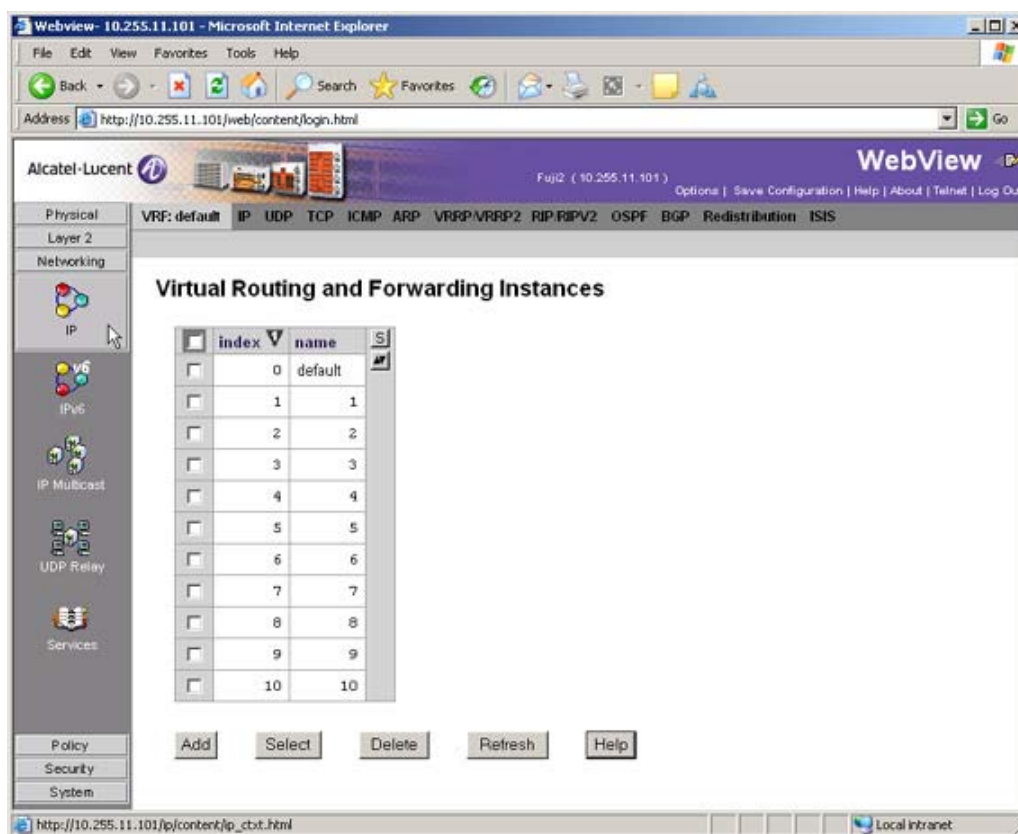 Webview- 10.255.11.101 - Microsoft Internet Explorer
File Edit View Favorites Tools Help
Back Search Favorites
Address http://10.255.11.101/web/content/login.html Go
Alcatel-Lucent
Fuji2 ( 10.255.11.101 )
WebView
Options | Save Configuration | Help | About | Telnet | Log Ou
Physical
Layer 2
Networking
IP
v6
IPv6
IP Multicast
UDP Relay
Services
Policy
Security
System
VRF: default IP UDP TCP ICMP ARP VRRP/VRRP2 RIP/RIPV2 OSPF BGP Redistribution ISIS
Virtual Routing and Forwarding Instances
index name S
0 default
1 1
2 2
3 3
4 4
5 5
6 6
7 7
8 8
9 9
10 10
Add Select Delete Refresh Help
http://10.255.11.101/ip/content/ip_ctxt.html Local intranet